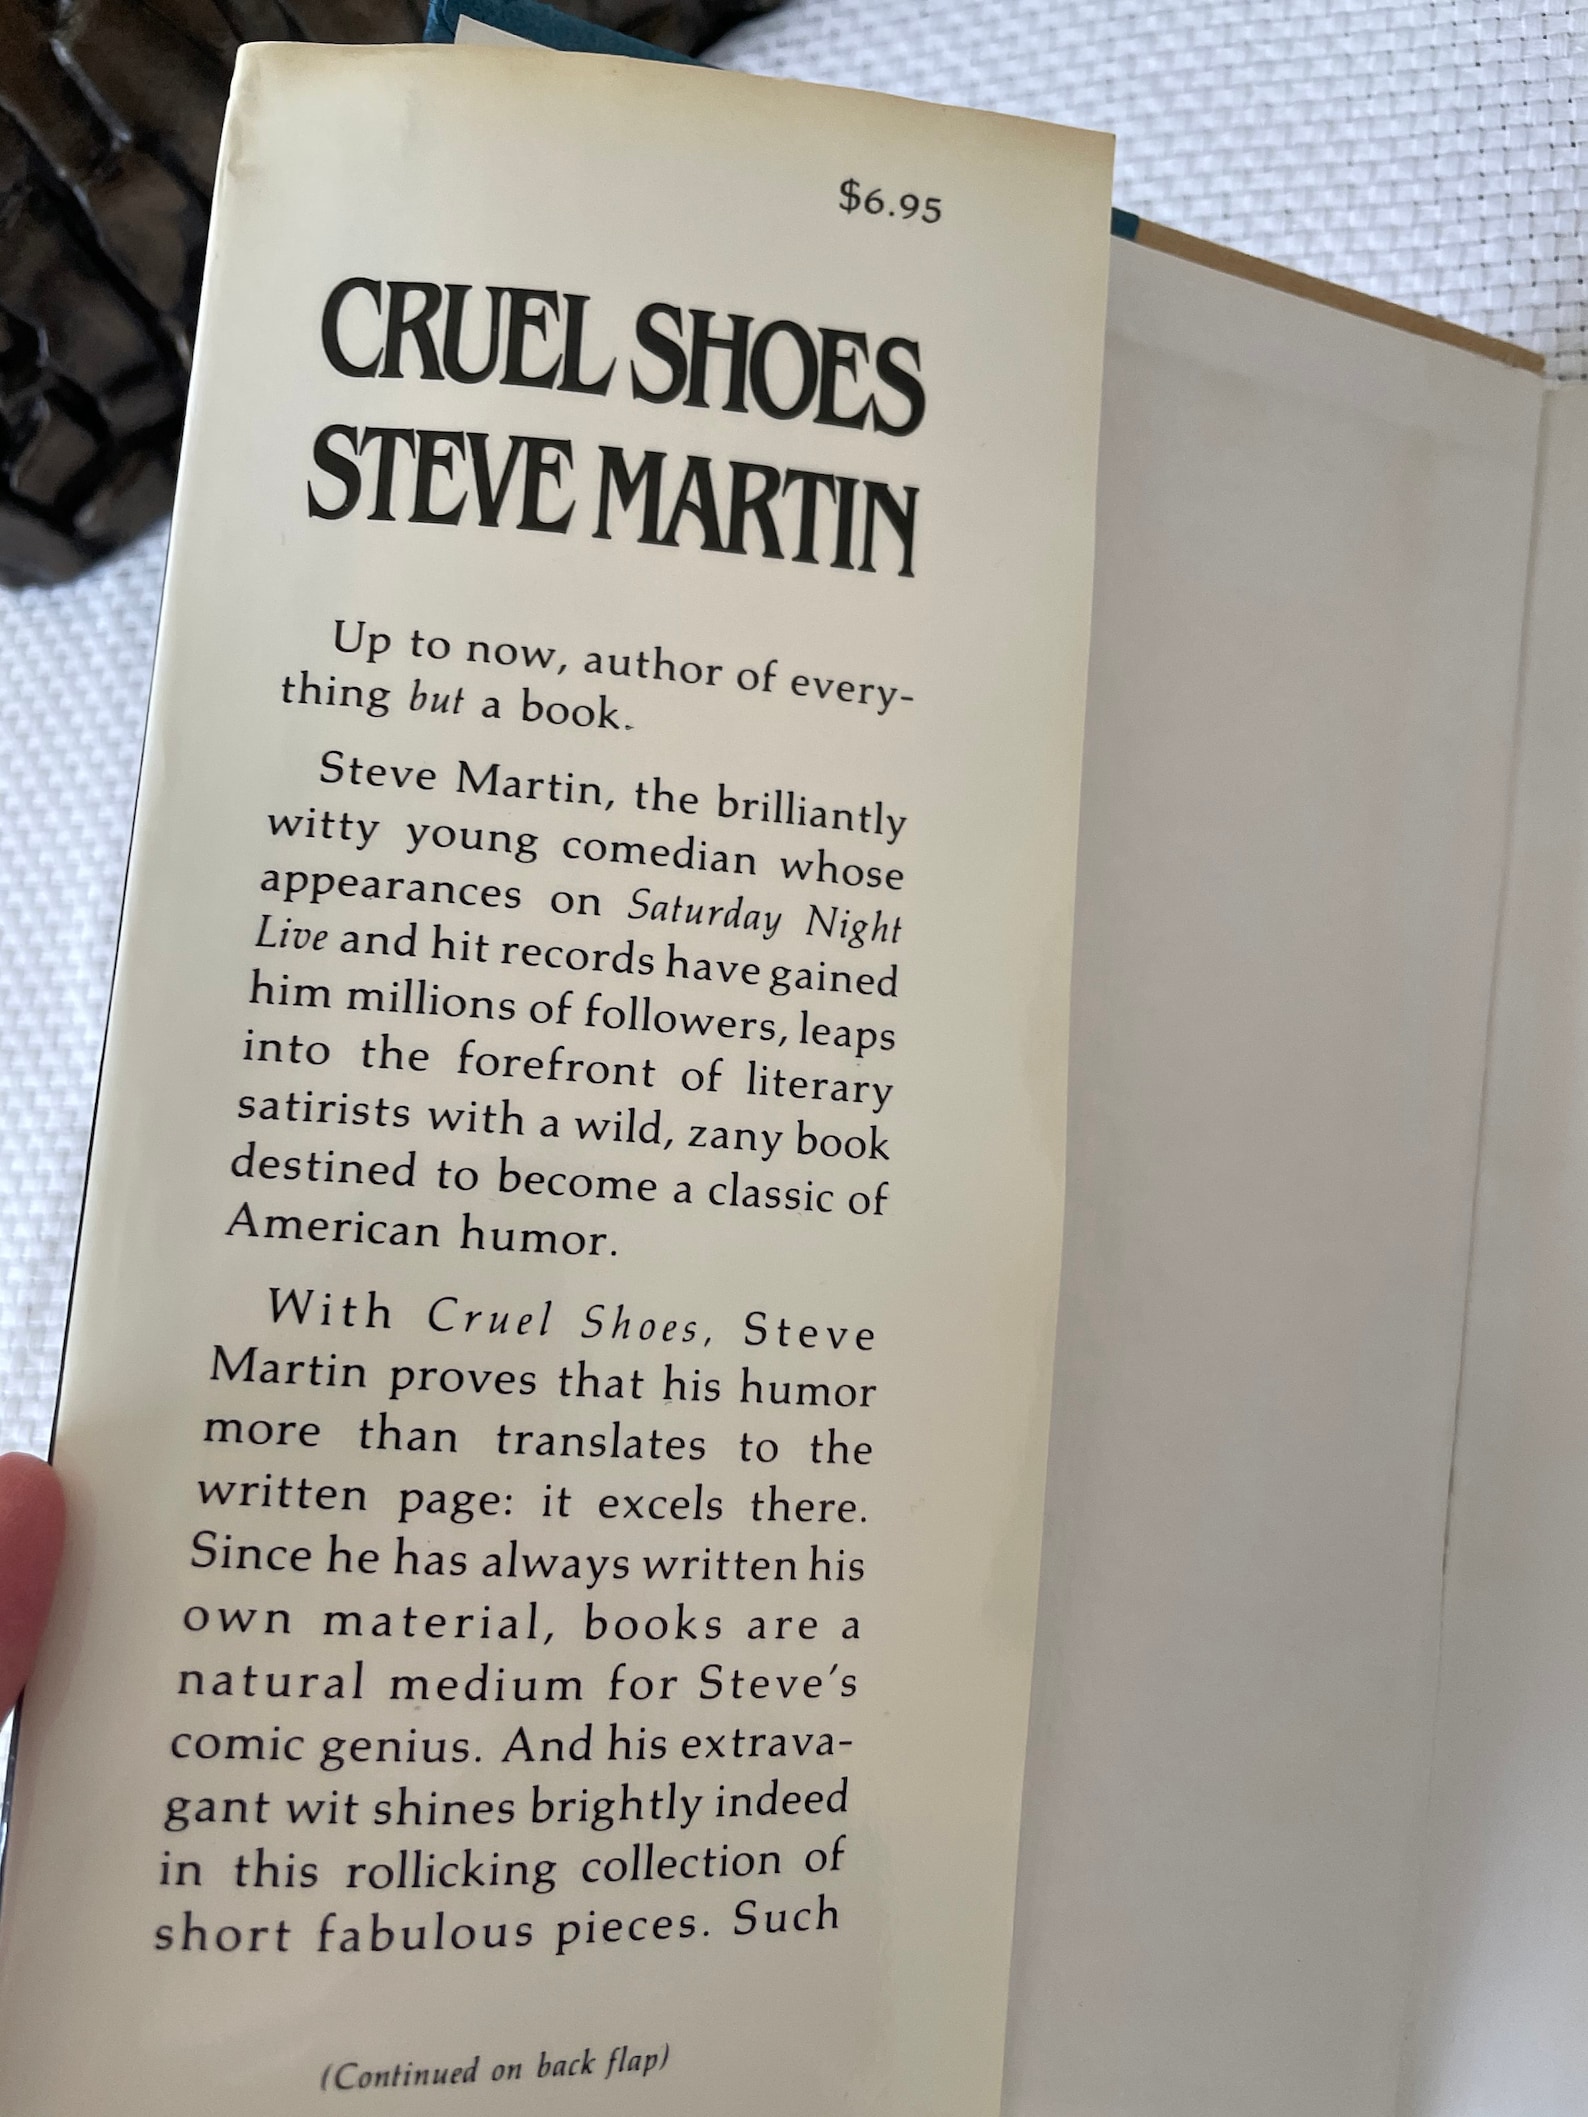 $6.95
CRUEL SHOES
STEVE MARTIN
Up to now, author of every-
thing but a book.
Steve Martin, the brilliantly
witty young comedian whose
appearances on Saturday Night
Live and hit records have gained
him millions of followers, leaps
into the forefront of literary
satirists with a wild, zany book
destined to become a classic of
American humor.
With Cruel Shoes, Steve
Martin proves that his humor
more than translates to the
written page: it excels there.
Since he has always written his
own material, books are a
natural medium for Steve's
comic genius. And his extrava-
gant wit shines brightly indeed
in this rollicking collection of
short fabulous pieces. Such
(Continued on back flap)